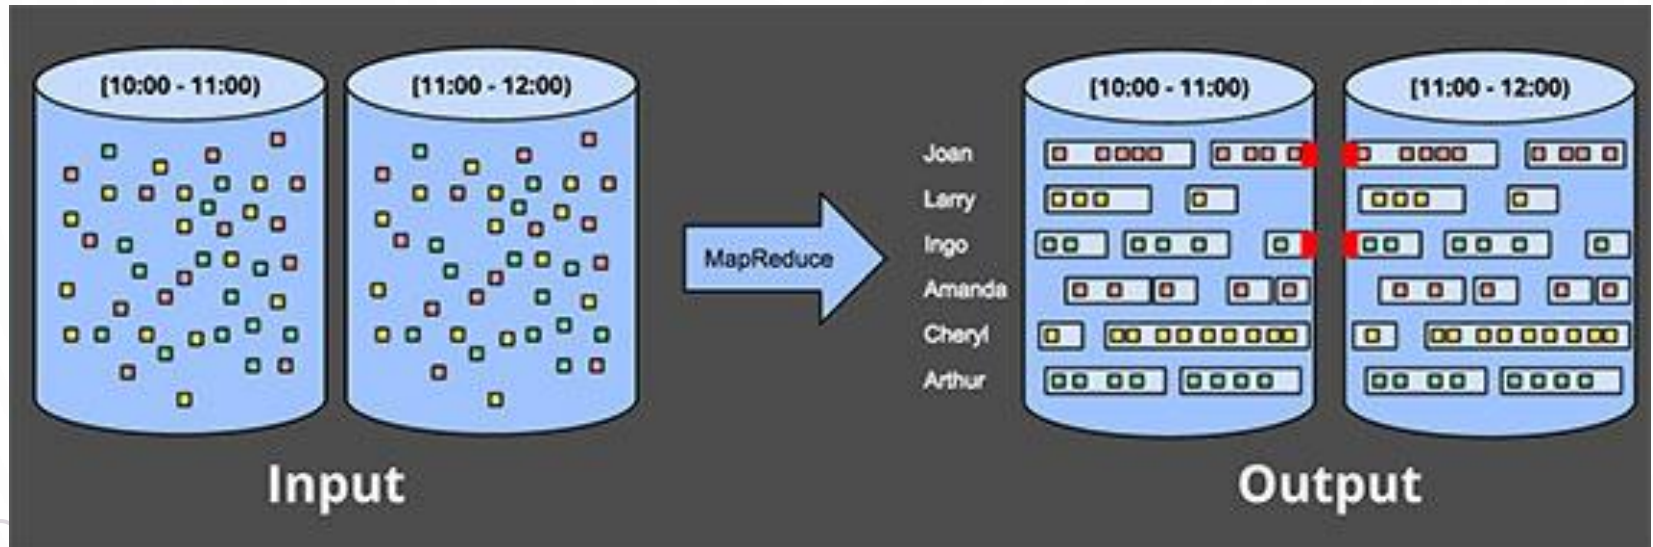 [10:00 - 11:00)
[11:00 - 12:00)
[10:00 - 11:00)
[11:00 - 12:00)
MapReduce
Joan
Larry
Ingo
Amanda
Cheryl
Arthur
Input
Output